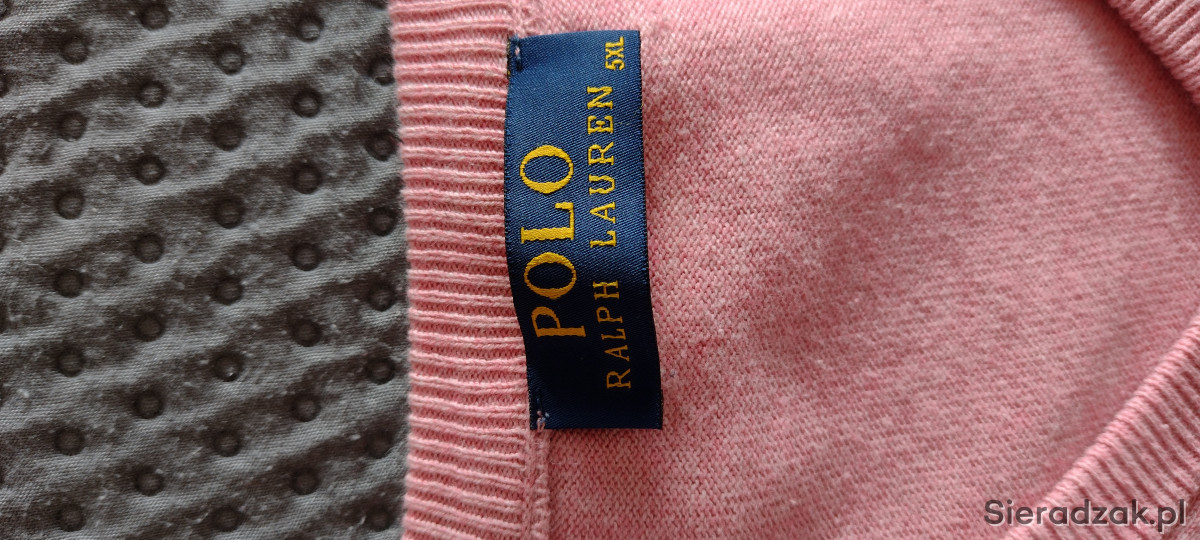 POLO
RALPH LAUREN 5XL
Sieradzak.pl